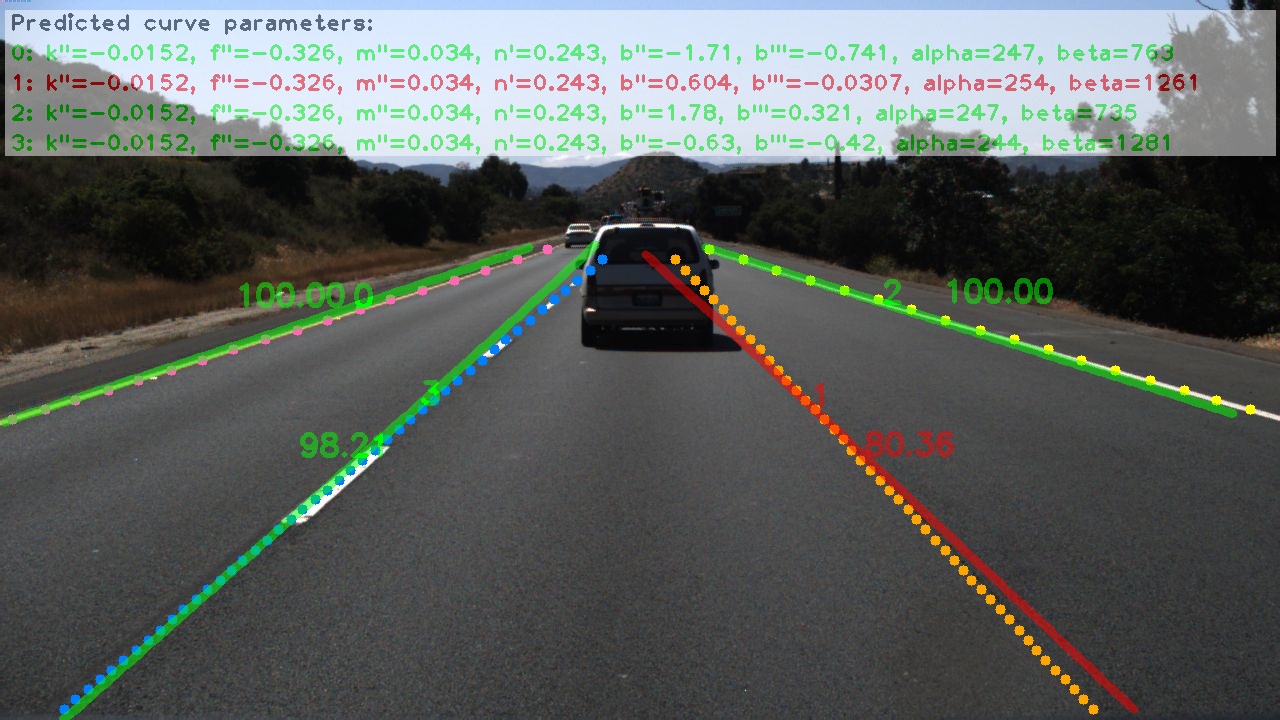 Predicted curve parameters:
0: k''=-0.0152, f''=-0.326, m''=0.034, n'=0.243, b''=-1.71, b'''=-0.741, alpha=247, beta=763
1: k''=-0.0152, f''=-0.326, m''=0.034, n'=0.243, b''=0.604, b'''=-0.0307, alpha=254, beta=1261
2: k''=-0.0152, f''=-0.326, m''=0.034, n'=0.243, b''=1.78, b'''=0.321, alpha=247, beta=735
3: k''=-0.0152, f''=-0.326, m''=0.034, n'=0.243, b''=-0.63, b'''=-0.42, alpha=244, beta=1281
100.00 0
2 100.00
3
1
98.21
80.36